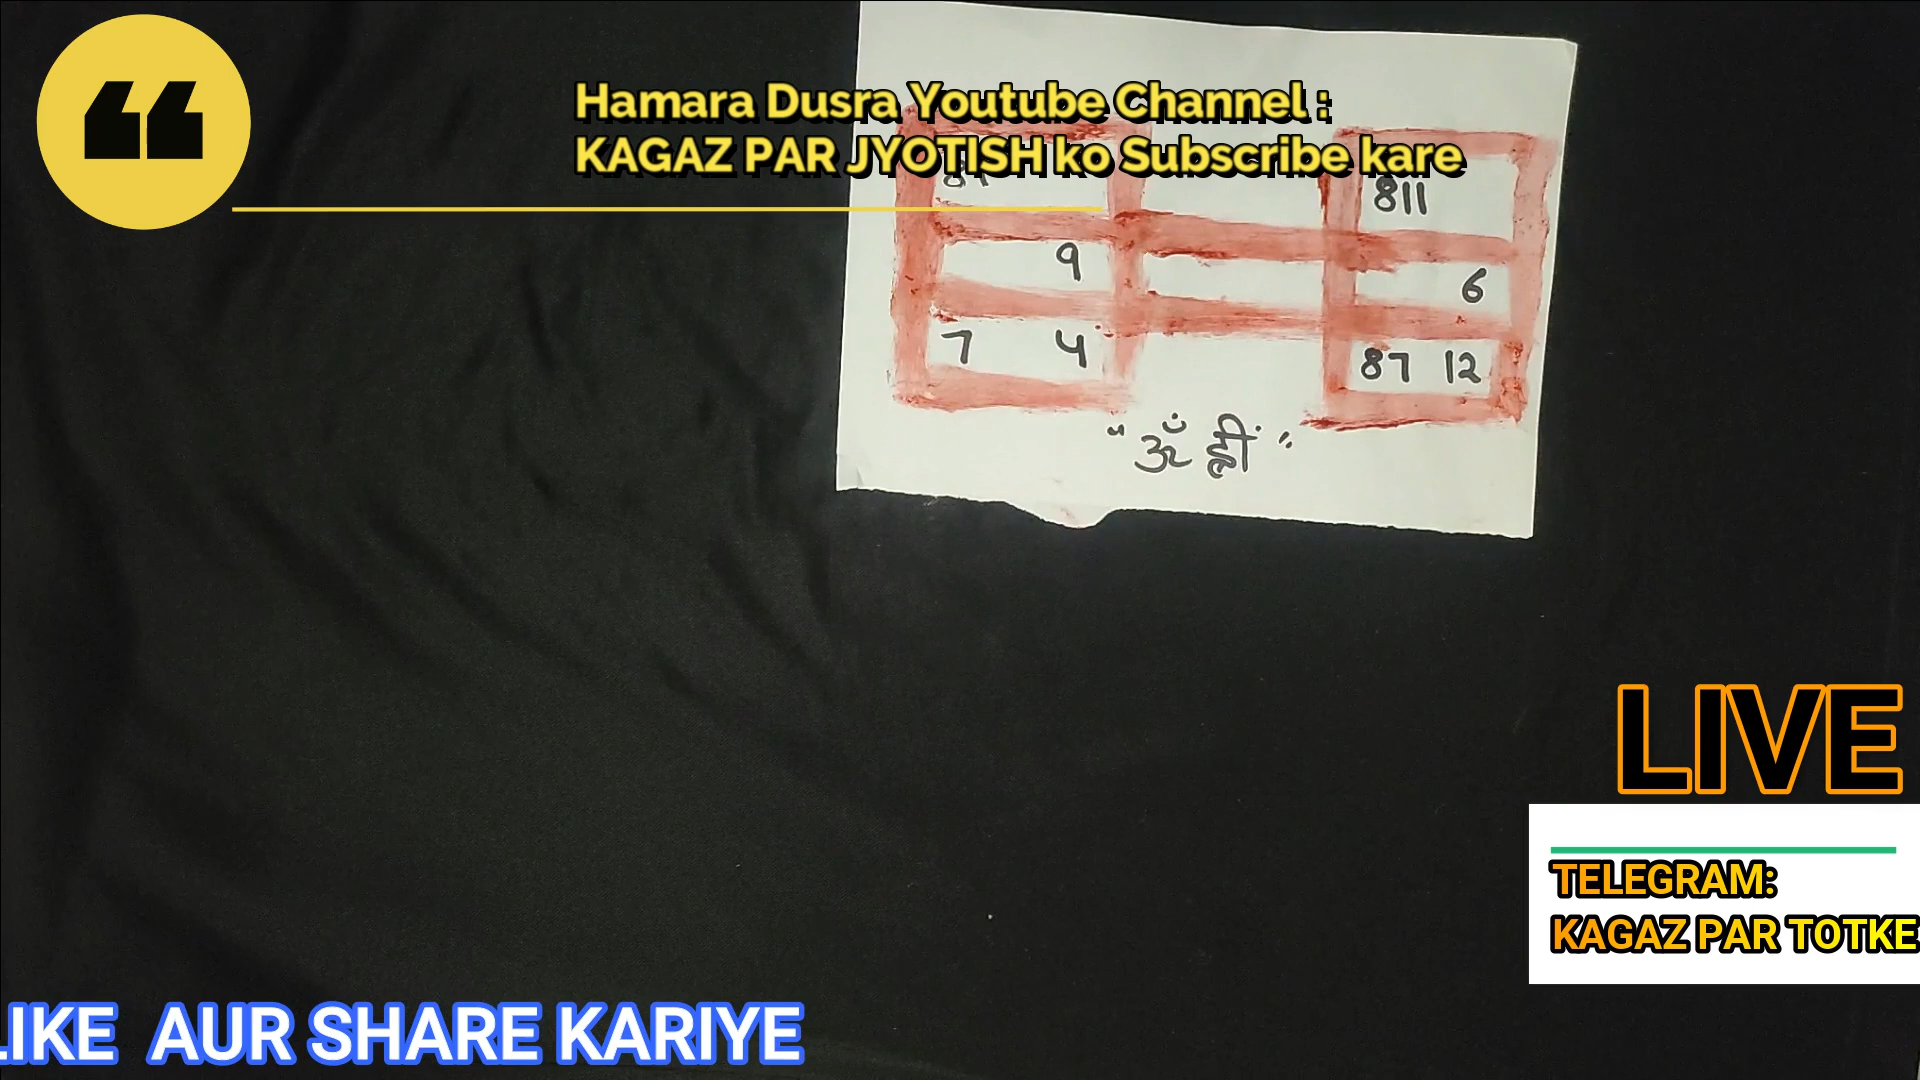 Hamara Dusra Youtube Channel :
KAGAZ PAR JYOTISH ko Subscribe kare
811
9
6
7 4
87 12
"ॐ ह्रीं"
LIVE
TELEGRAM:
KAGAZ PAR TOTKE
LIKE AUR SHARE KARIYE